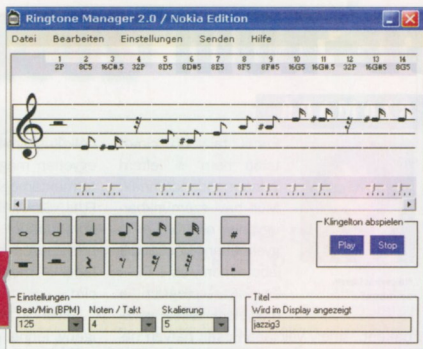 Ringtone Manager 2.0 / Nokia Edition
Datei Bearbeiten Einstellungen Senden Hilfe
1 2 3 4 5 6 7 8 9 10 11 12 13 14
2P 8C5 16C#.5 32P 8D5 8D#5 8E5 8F5 8F#5 16G5 16G#.5 32P 16G#5 8G5
Klingelton abspielen
Play Stop
Einstellungen
Beat/Min (BPM) Noten / Takt Skalierung
125 4 5
Titel
Wird im Display angezeigt
jazzig3